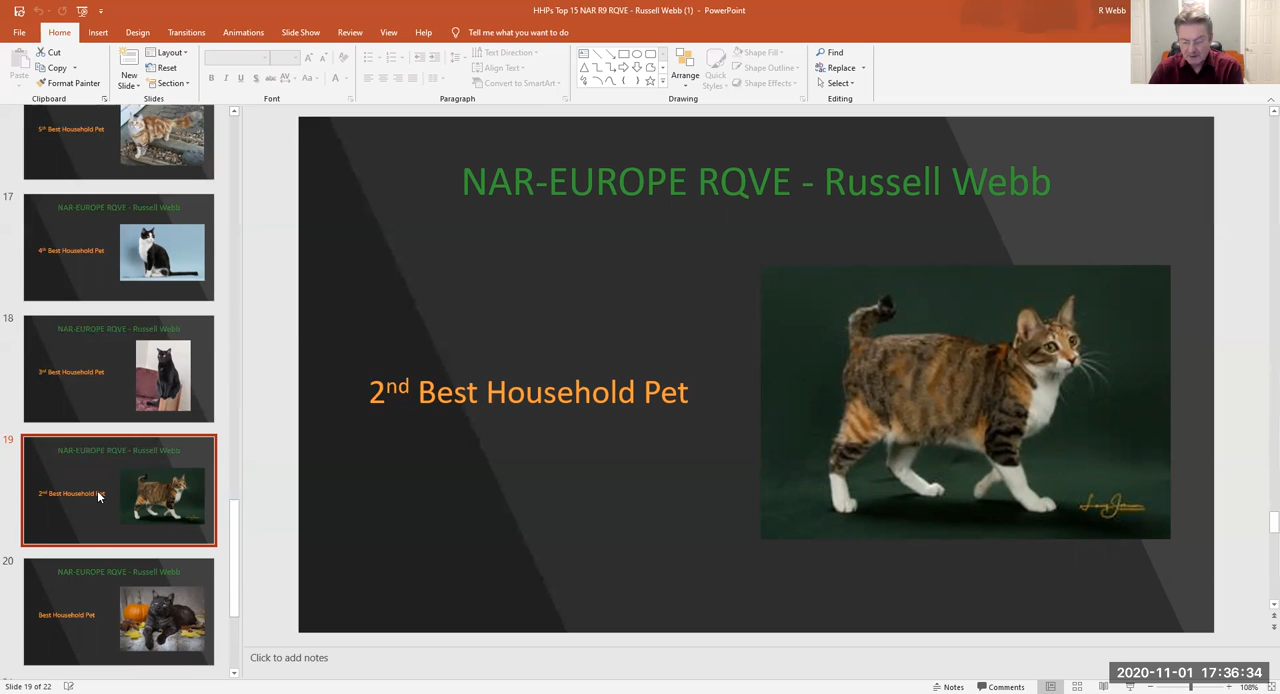 HHPs Top 15 NAR R9 RQVE - Russell Webb (1) - PowerPoint
R Webb
File Home Insert Design Transitions Animations Slide Show Review View Help Tell me what you want to do
Paste
Cut
Copy
Format Painter
Clipboard
New
Slide
Layout
Reset
Section
Slides
B I U S abc AV Aa A
Font
Text Direction
Align Text
Convert to SmartArt
Paragraph
Arrange
Quick
Styles
Shape Fill
Shape Outline
Shape Effects
Drawing
Find
Replace
Select
Editing
5th Best Household Pet
17
NAR-EUROPE RQVE - Russell Webb
4th Best Household Pet
18
NAR-EUROPE RQVE - Russell Webb
3rd Best Household Pet
19
NAR-EUROPE RQVE - Russell Webb
2nd Best Household Pet
20
NAR-EUROPE RQVE - Russell Webb
Best Household Pet
NAR-EUROPE RQVE - Russell Webb
2nd Best Household Pet
Click to add notes
2020-11-01 17:36:34
Slide 19 of 22
Notes Comments 108%